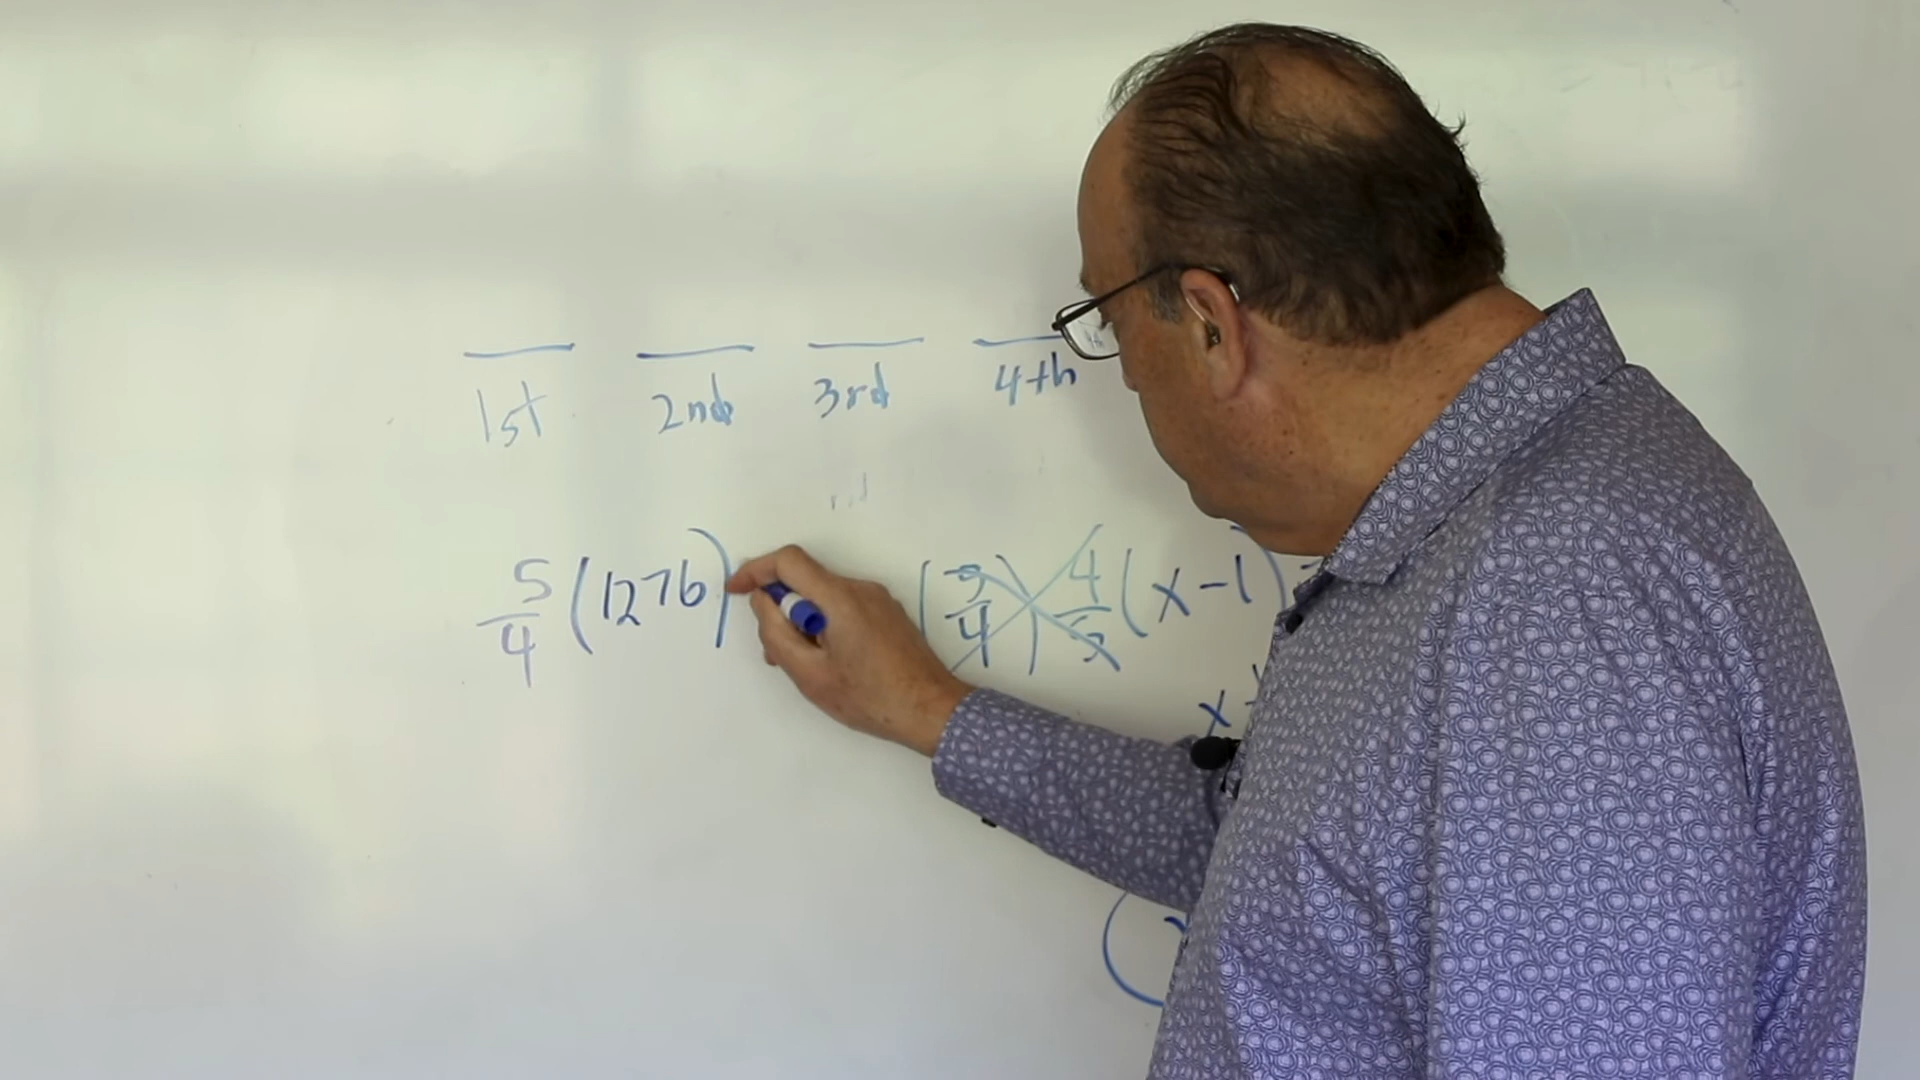 1st 2nd 3rd 4th
5/4 (1276) (5/4) 4/5 (x-1) =
x